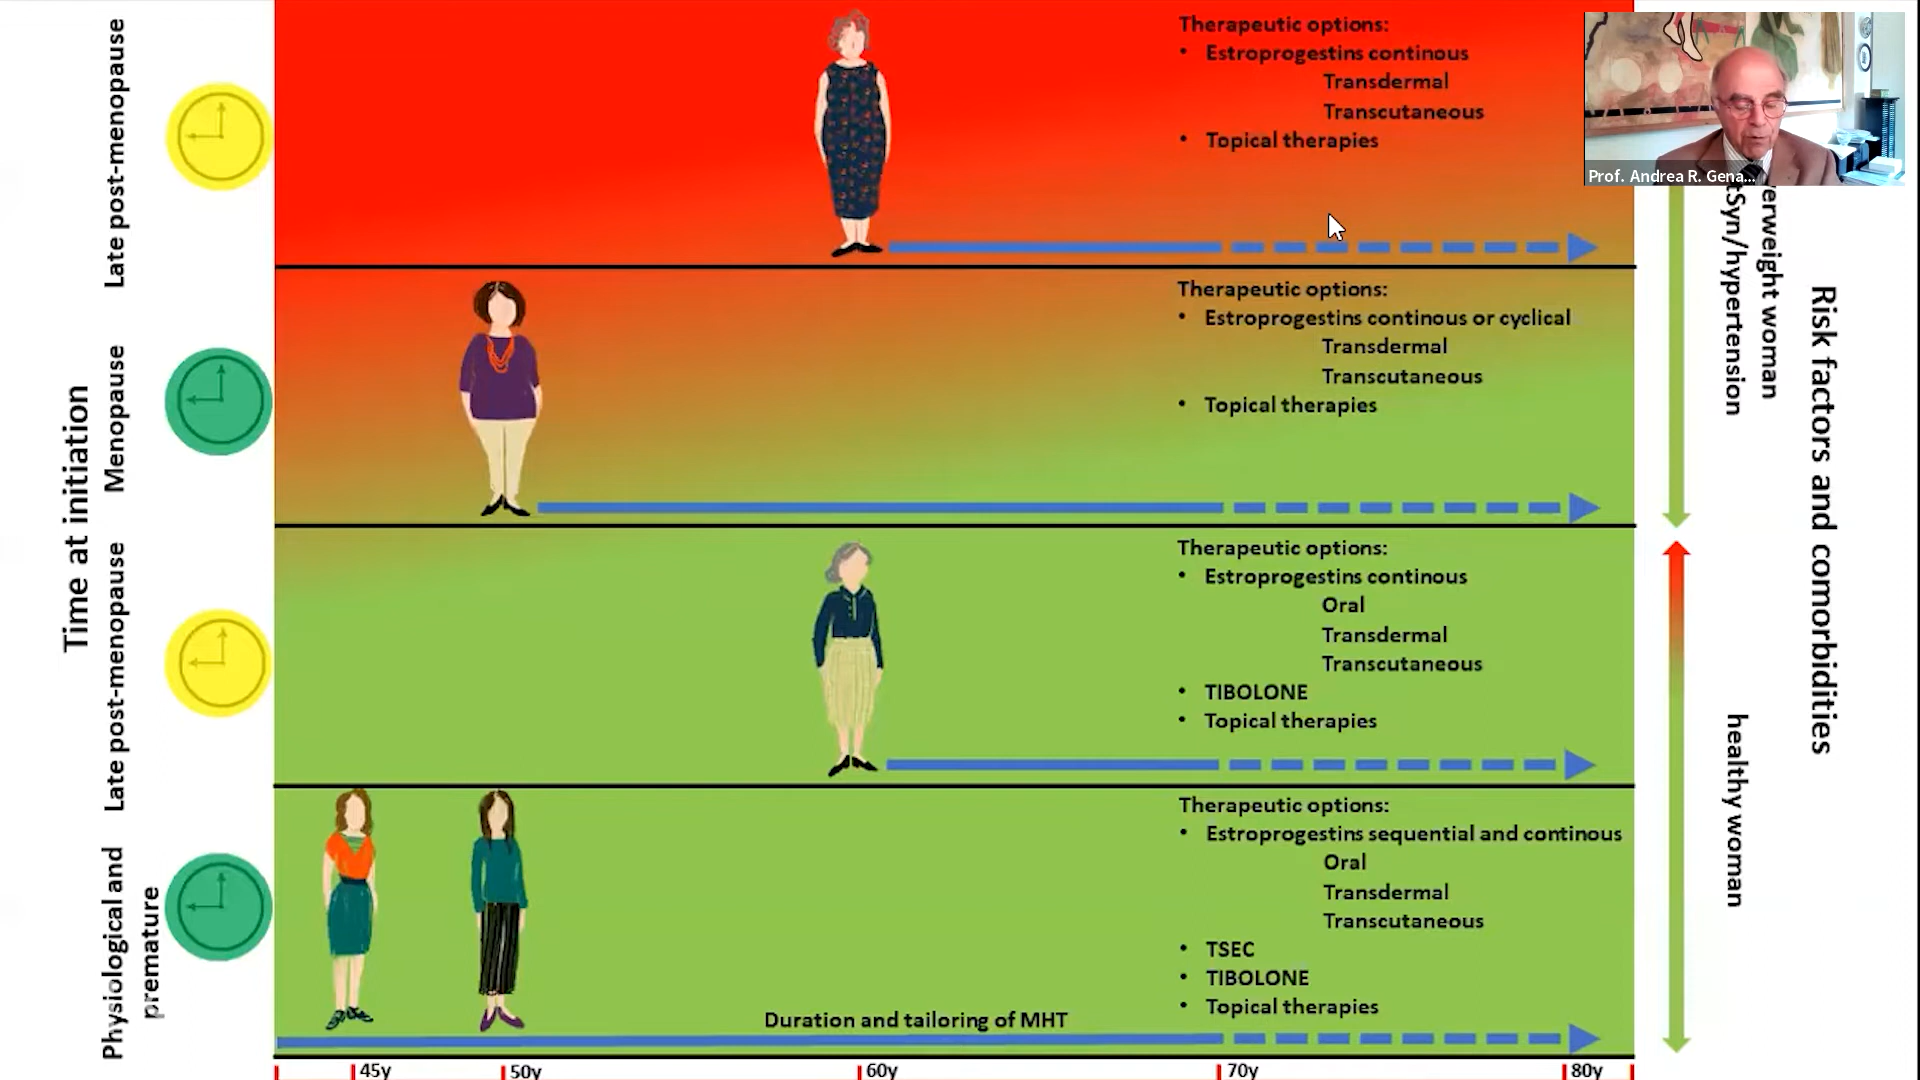 Time at initiation
Late post-menopause
Menopause
Late post-menopause
Physiological and
premature
Therapeutic options:
• Estroprogestins continous
Transdermal
Transcutaneous
• Topical therapies
Therapeutic options:
• Estroprogestins continous or cyclical
Transdermal
Transcutaneous
• Topical therapies
Therapeutic options:
• Estroprogestins continous
Oral
Transdermal
Transcutaneous
• TIBOLONE
• Topical therapies
Therapeutic options:
• Estroprogestins sequential and continous
Oral
Transdermal
Transcutaneous
• TSEC
• TIBOLONE
• Topical therapies
Duration and tailoring of MHT
45y 50y 60y 70y 80y
Prof. Andrea R. Gena...
erweight woman
tSyn/hypertension
healthy woman
Risk factors and comorbidities